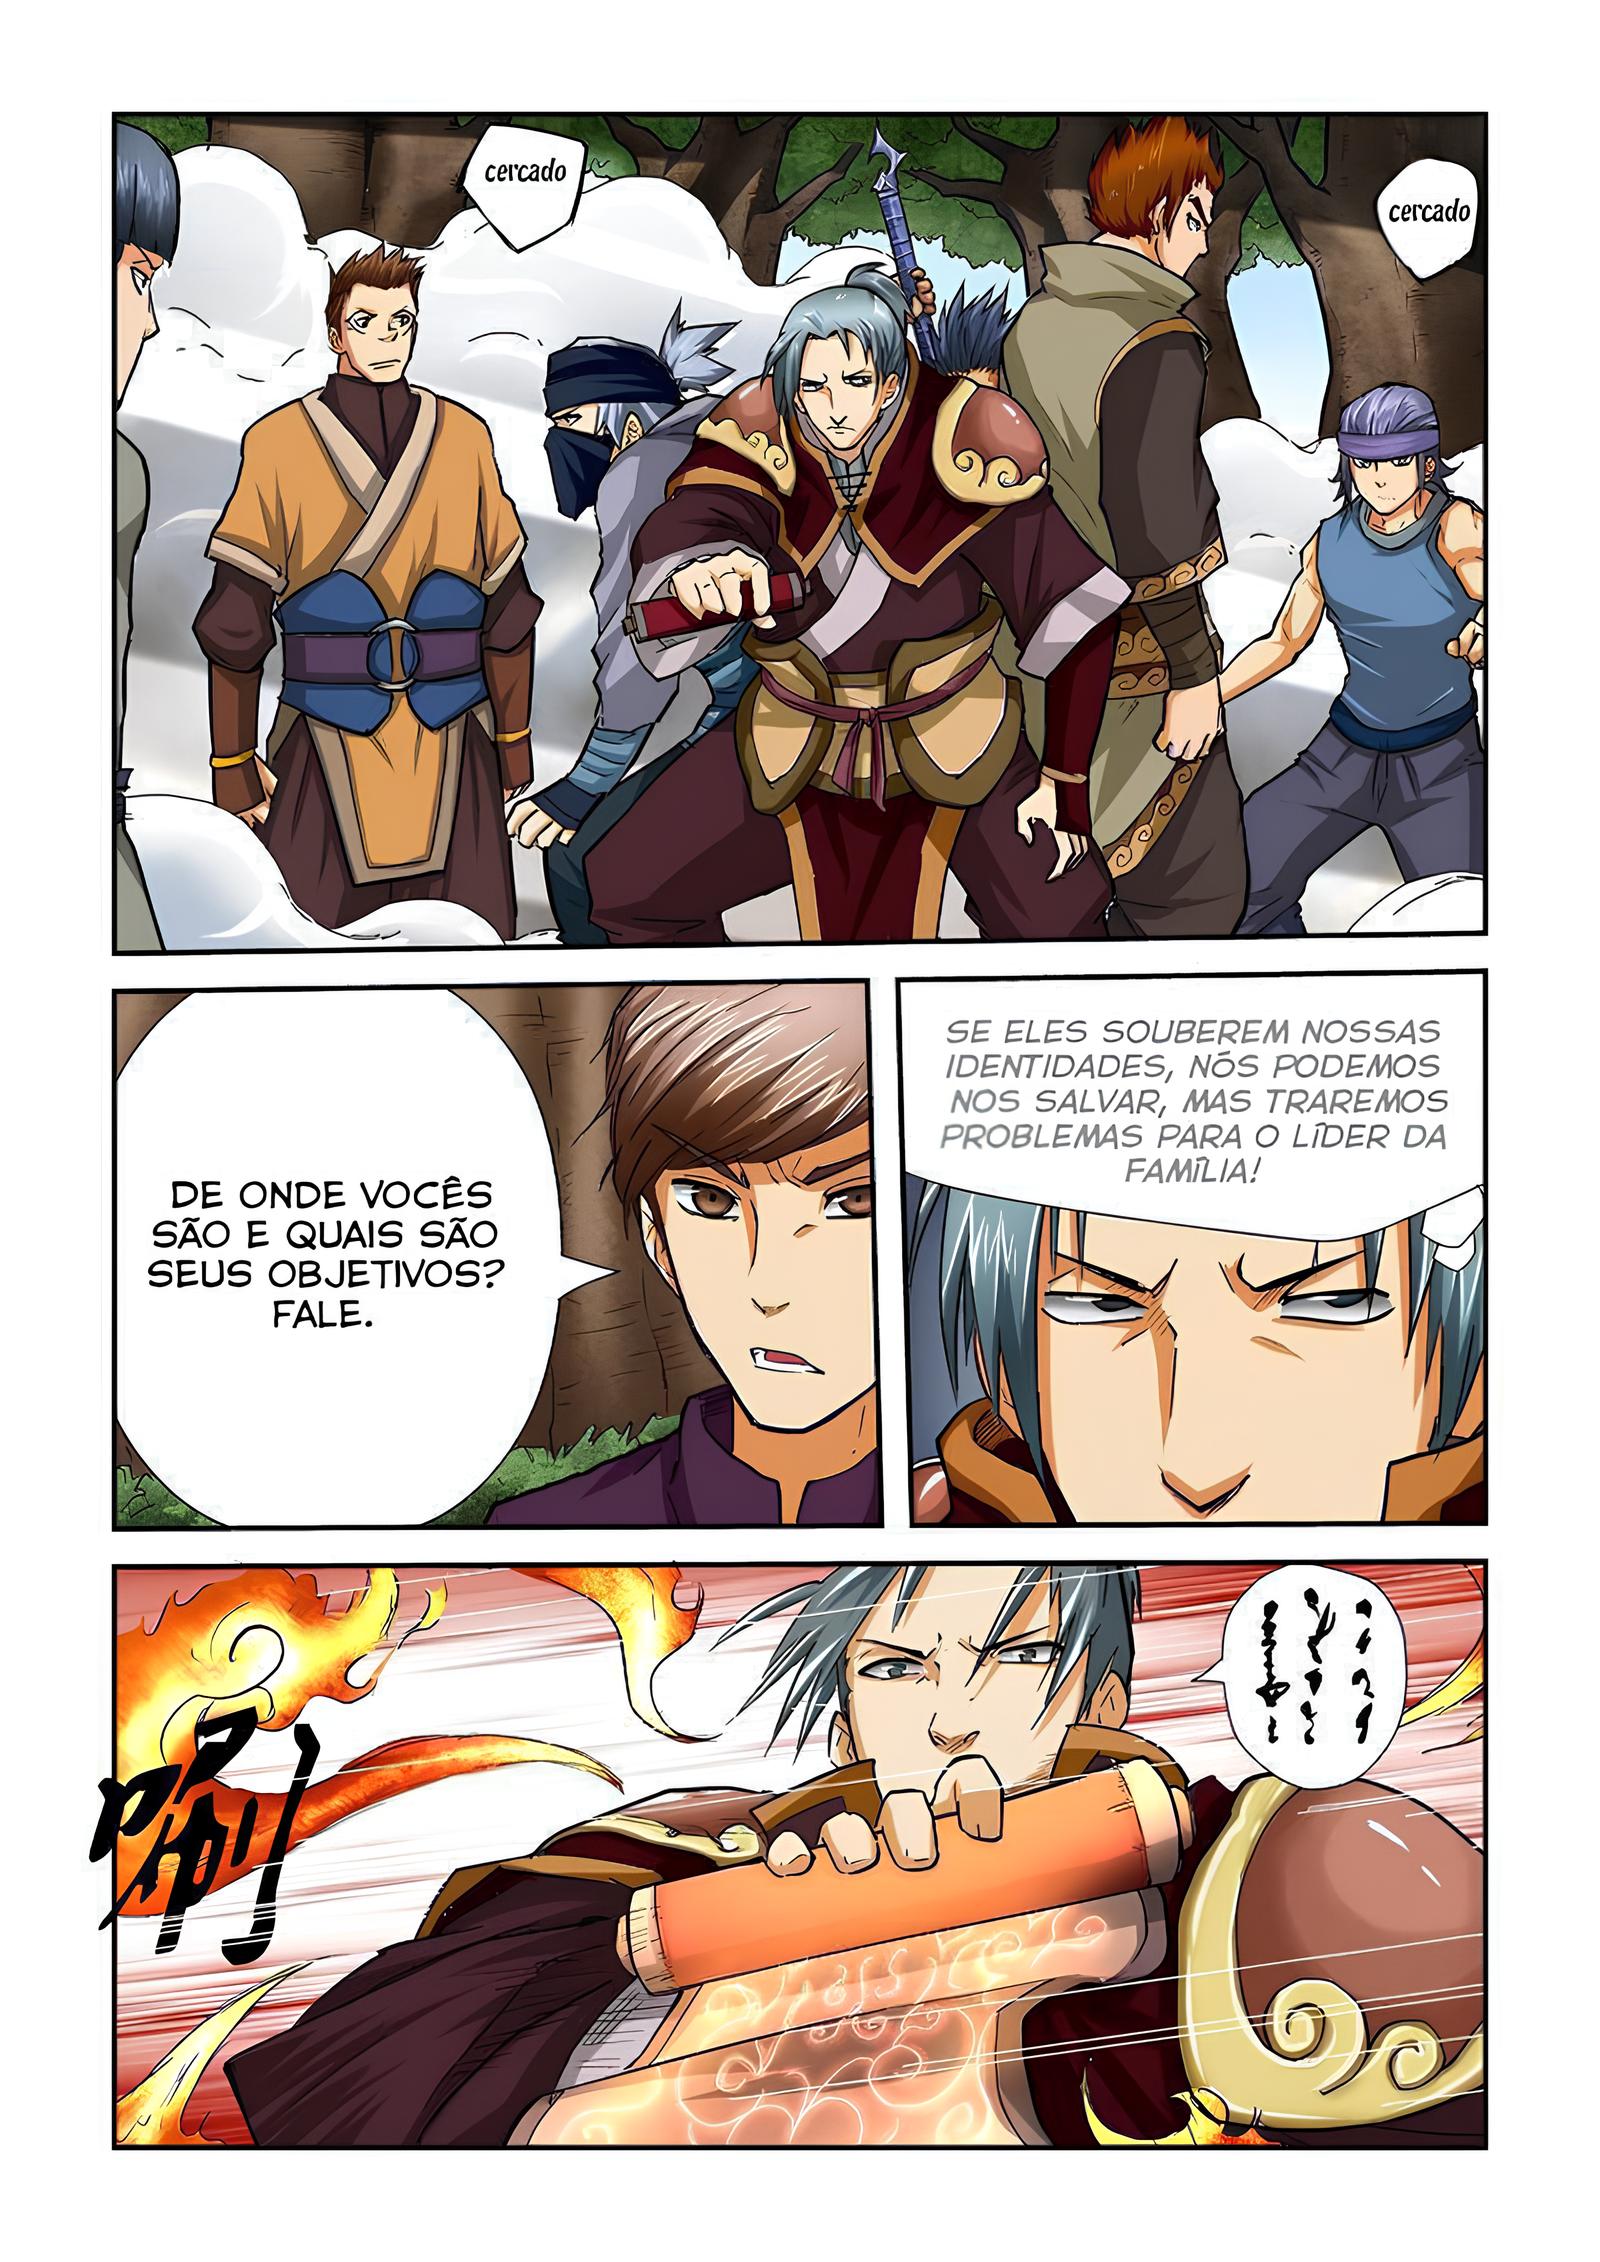 cercado
cercado
DE ONDE VOCÊS
SÃO E QUAIS SÃO
SEUS OBJETIVOS?
FALE.
SE ELES SOUBEREM NOSSAS
IDENTIDADES, NÓS PODEMOS
NOS SALVAR, MAS TRAREMOS
PROBLEMAS PARA O LÍDER DA
FAMÍLIA!
唰